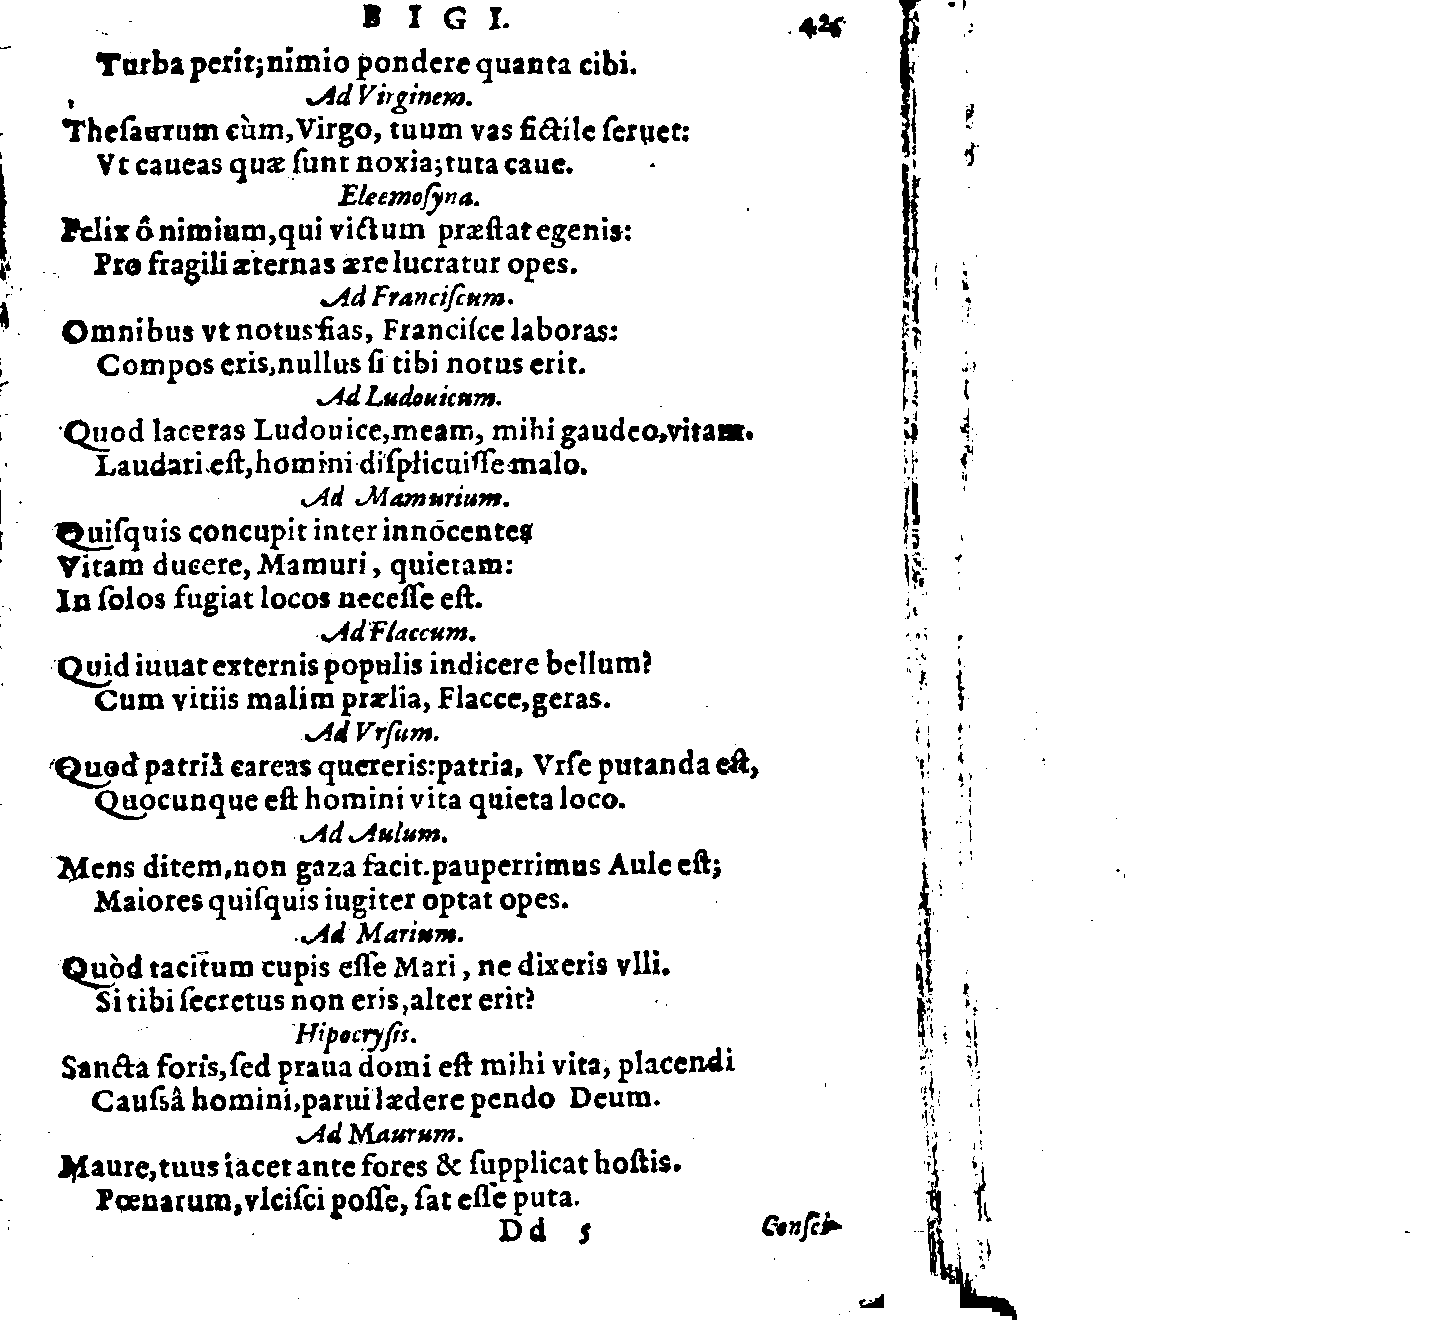 BIGI. 425
Turba perit; nimio pondere quanta cibi.
Ad Virginem.
Theſaurum cùm, Virgo, tuum vas fictile ſeruet:
Vt caueas quæ ſunt noxia; tuta caue.
Eleemoſyna.
Felix ô nimium, qui victum præſtat egenis:
Pro fragili æternas ære lucratur opes.
Ad Franciſcum.
Omnibus vt notus fias, Franciſce laboras:
Compos eris, nullus ſi tibi notus erit.
Ad Ludouicum.
Quod laceras Ludouice, meam, mihi gaudeo, vitam.
Laudari eſt, homini diſplicuiſſe malo.
Ad Mamurium.
Quiſquis concupit inter innocentes
Vitam ducere, Mamuri, quietam:
In ſolos fugiat locos neceſſe eſt.
Ad Flaccum.
Quid iuuat externis populis indicere bellum?
Cum vitiis malim prælia, Flacce, geras.
Ad Vrſum.
Quod patriâ careas quereris: patria, Vrſe putanda eſt,
Quocunque eſt homini vita quieta loco.
Ad Aulum.
Mens ditem, non gaza facit. pauperrimus Aule eſt;
Maiores quiſquis iugiter optat opes.
Ad Marium.
Quòd tacitum cupis eſſe Mari, ne dixeris vlli.
Si tibi ſecretus non eris, alter erit?
Hipocryſis.
Sancta foris, ſed praua domi eſt mihi vita, placendi
Cauſsâ homini, parui lædere pendo Deum.
Ad Maurum.
Maure, tuus iacet ante fores & ſupplicat hoſtis.
Pœnarum, vlciſci poſſe, ſat eſſe puta.
Dd 5 Conſci-